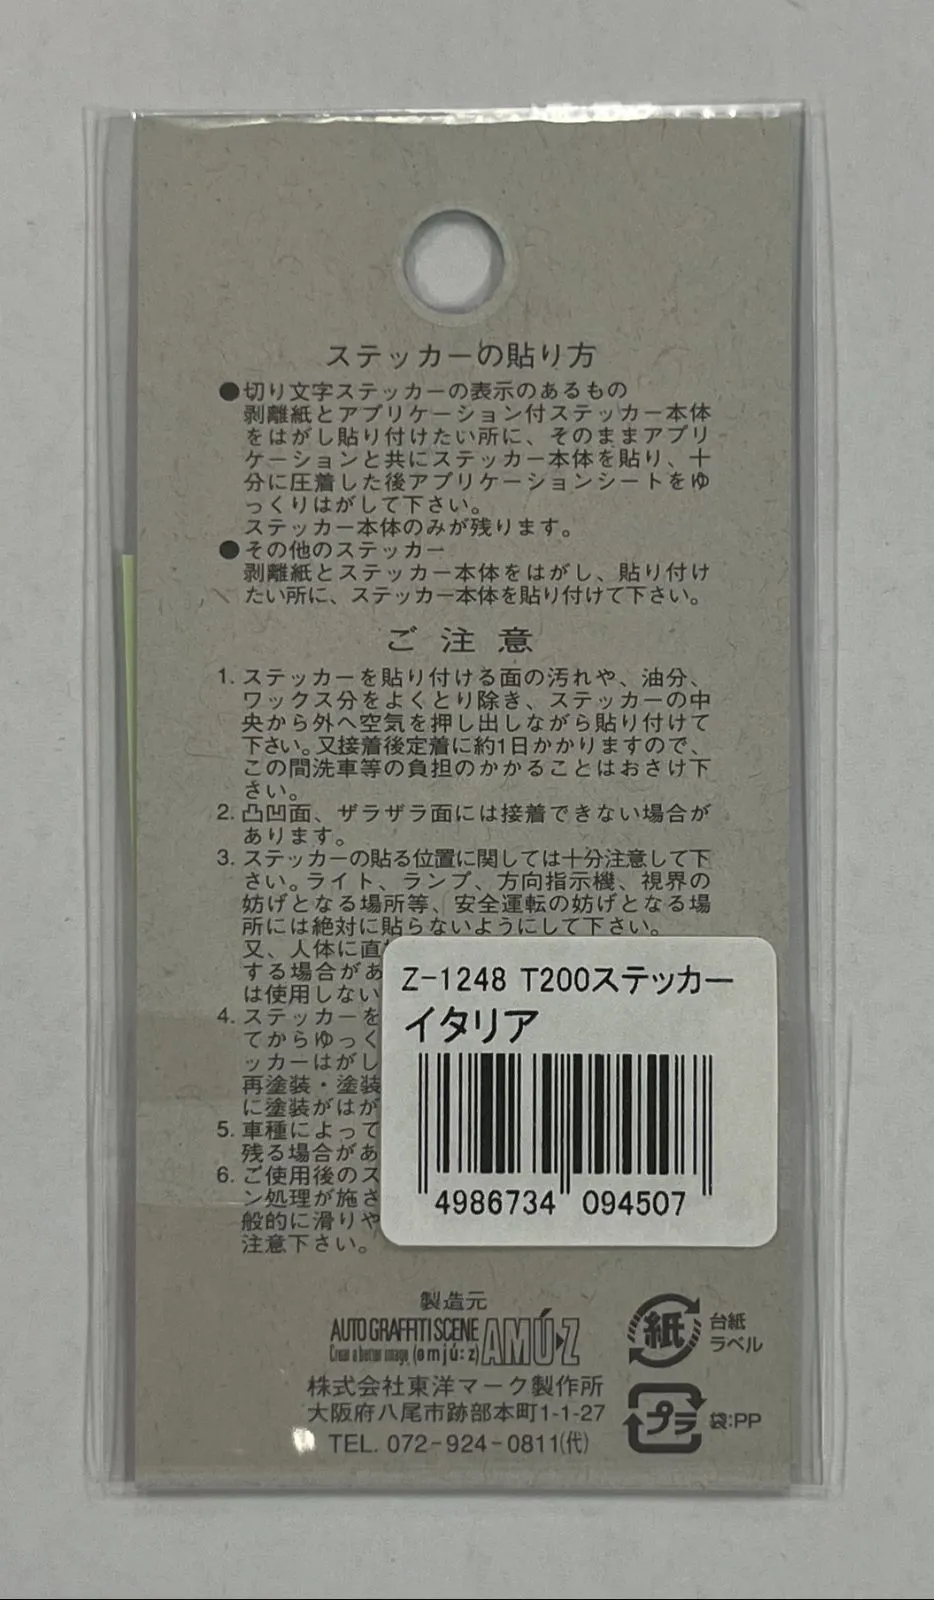 ステッカーの貼り方
●切り文字ステッカーの表示のあるもの
剥離紙とアプリケーション付ステッカー本体
をはがし貼り付けたい所に、そのままアプリ
ケーションと共にステッカー本体を貼り、十
分に圧着した後アプリケーションシートをゆ
っくりはがして下さい。
ステッカー本体のみが残ります。
●その他のステッカー
剥離紙とステッカー本体をはがし、貼り付け
たい所に、ステッカー本体を貼り付けて下さい。
ご注意
1. ステッカーを貼り付ける面の汚れや、油分、
ワックス分をよくとり除き、ステッカーの中
央から外へ空気を押し出しながら貼り付けて
下さい。又接着後定着に約1日かかりますので、
この間洗車等の負担のかかることはおさけ下
さい。
2. 凸凹面、ザラザラ面には接着できない場合が
あります。
3. ステッカーの貼る位置に関しては十分注意して下
さい。ライト、ランプ、方向指示機、視界の
妨げとなる場所等、安全運転の妨げとなる場
所には絶対に貼らないようにして下さい。
又、人体に直
する場合があ
は使用しない
4. ステッカーを
てからゆっく
ッカーはがし
再塗装・塗装
に塗装がはが
5. 車種によって
残る場合があ
6. ご使用後のス
ン処理が施さ
般的に滑りや
注意下さい。
Z-1248 T200ステッカー
イタリア
4986734 094507
製造元
AUTO GRAFFITI SCENE AMÚ•Z
Creat a better image (omjú:z)
株式会社東洋マーク製作所
大阪府八尾市跡部本町1-1-27
TEL. 072-924-0811(代)
紙 台紙
ラベル
プラ 袋:PP